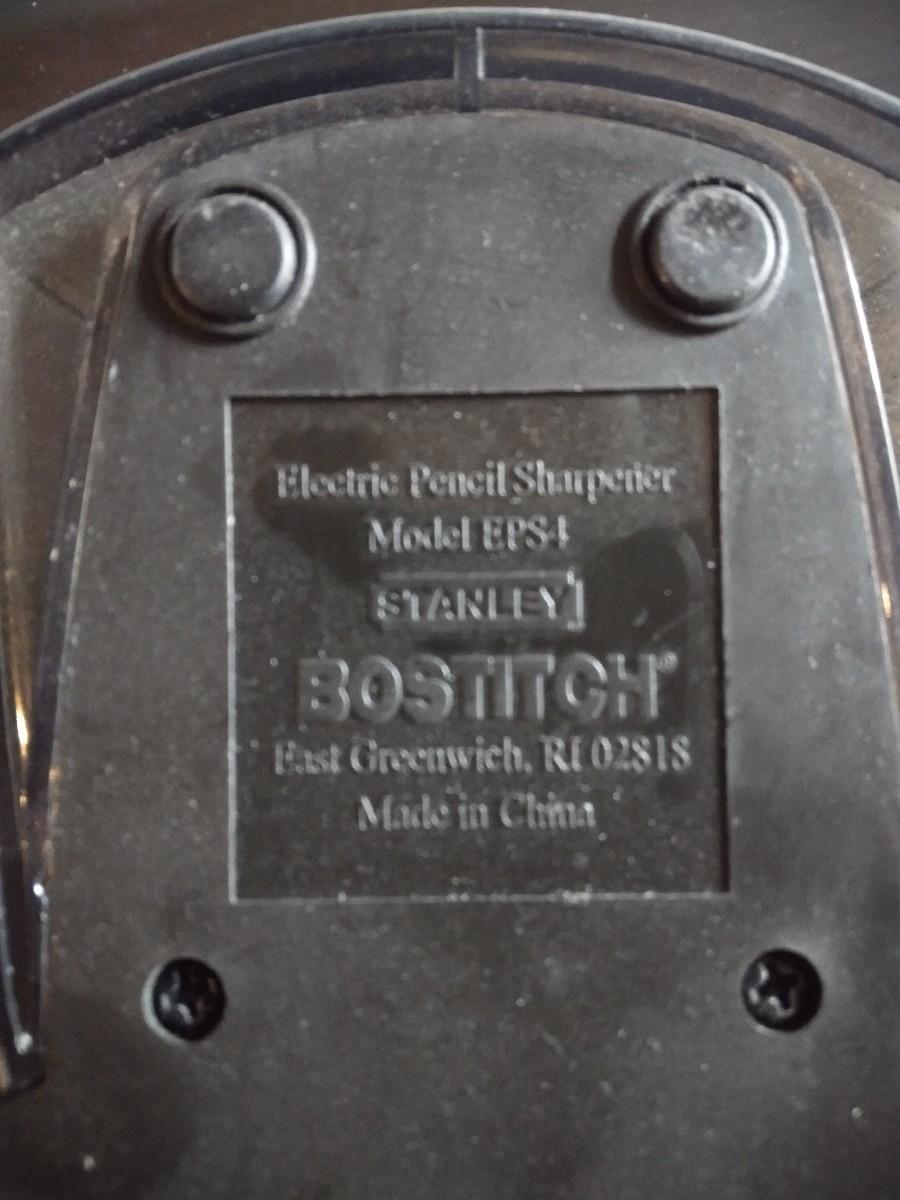 Electric Pencil Sharpener
Model EPS4
STANLEY
BOSTITCH®
East Greenwich, RI 02818
Made in China